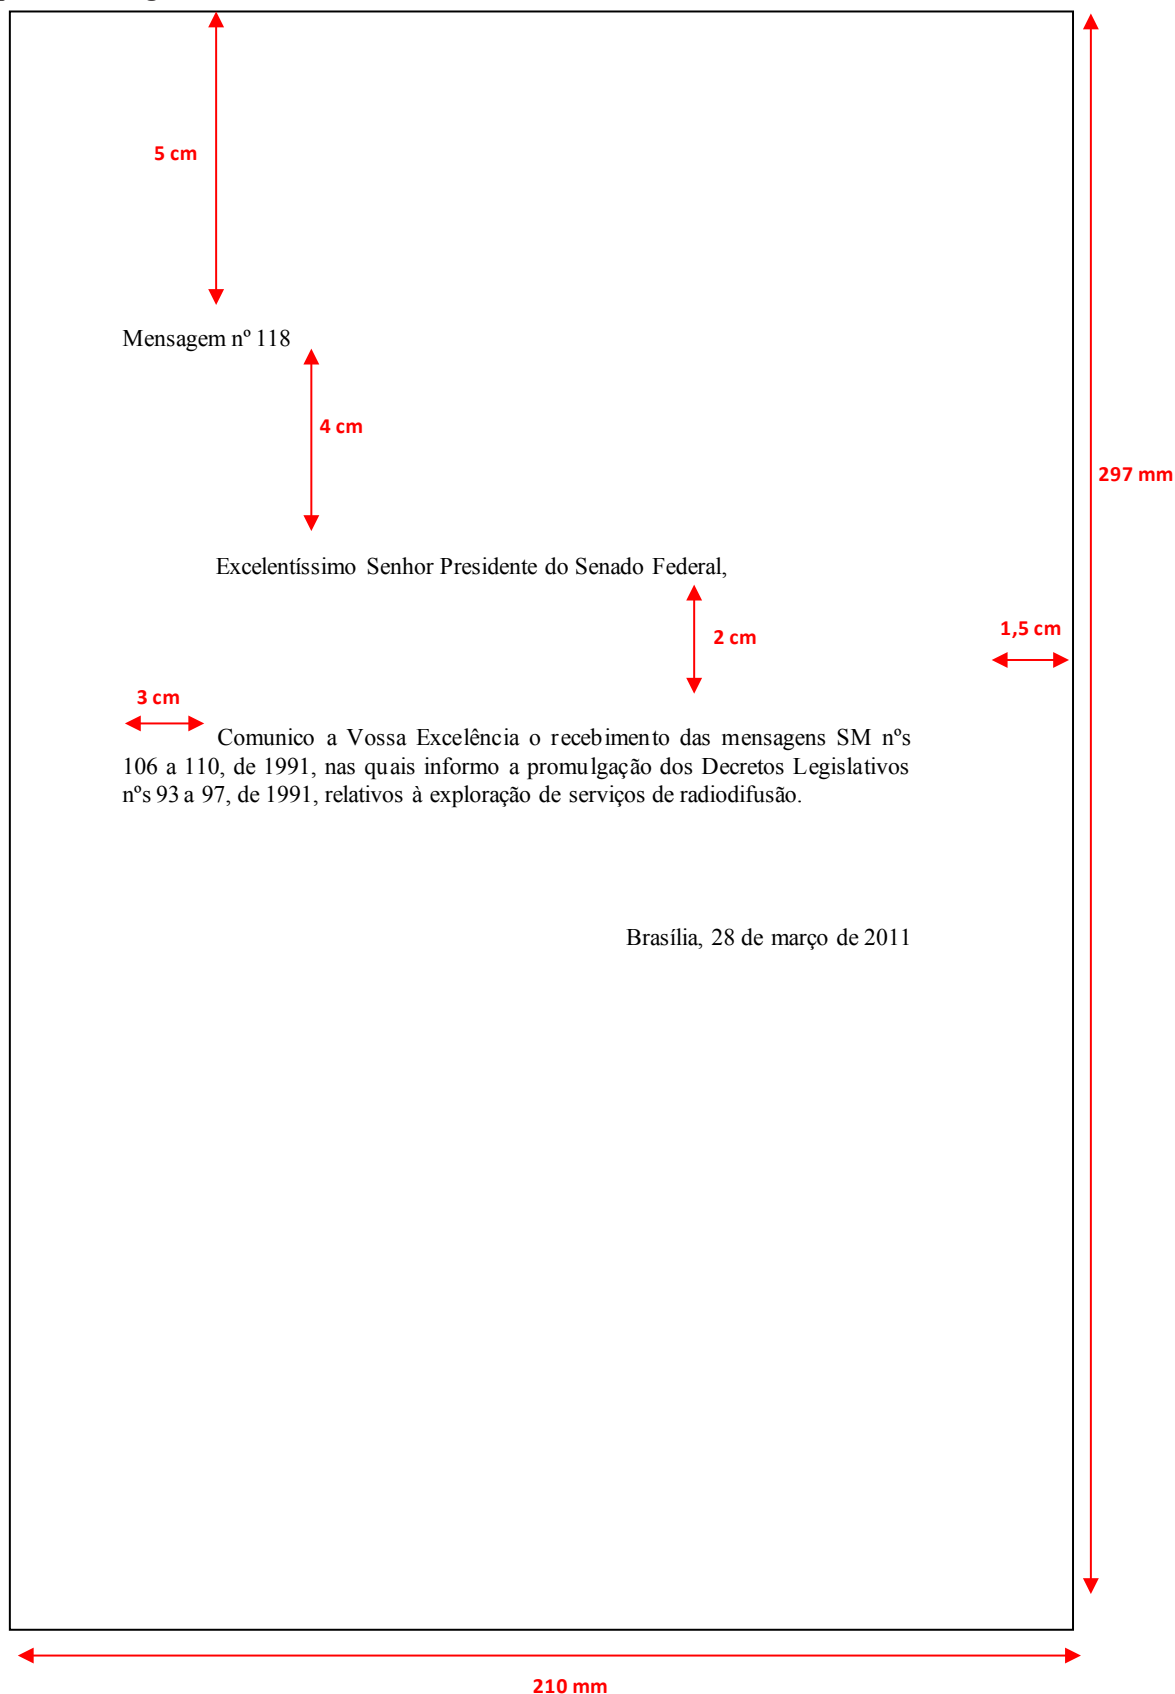 5 cm
Mensagem nº 118
4 cm
297 mm
Excelentíssimo Senhor Presidente do Senado Federal,
2 cm
1,5 cm
3 cm
Comunico a Vossa Excelência o recebimento das mensagens SM nºs
106 a 110, de 1991, nas quais informo a promulgação dos Decretos Legislativos
nºs 93 a 97, de 1991, relativos à exploração de serviços de radiodifusão.
Brasília, 28 de março de 2011
210 mm